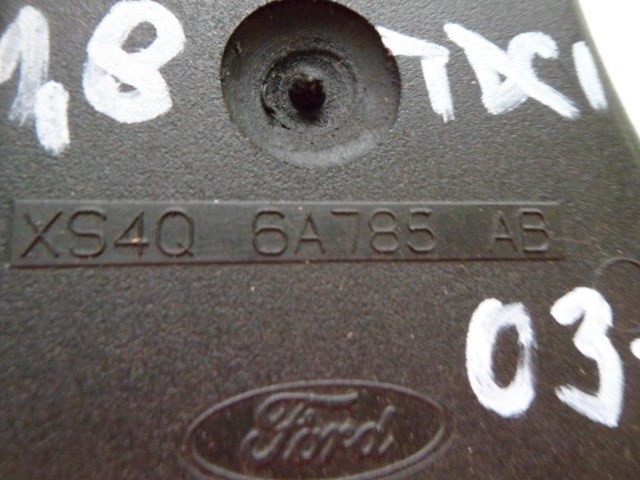 1,8 TDCI
XS4Q 6A785 AB
03-
Ford